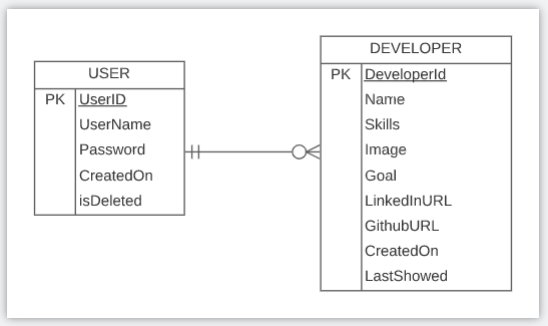 USER
PK UserID
UserName
Password
CreatedOn
isDeleted
DEVELOPER
PK DeveloperId
Name
Skills
Image
Goal
LinkedInURL
GithubURL
CreatedOn
LastShowed